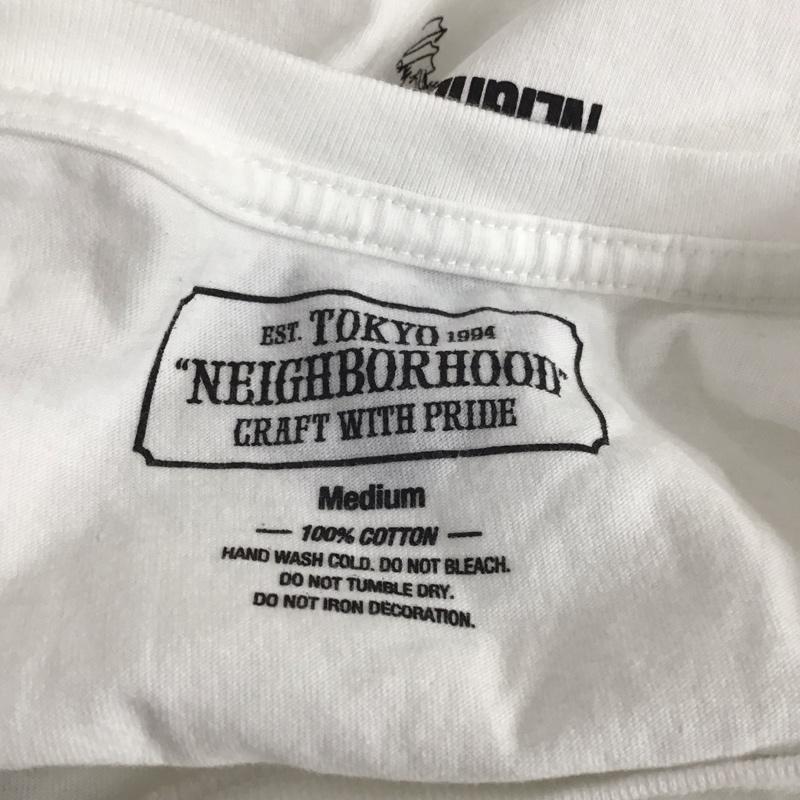 EST. TOKYO 1994
"NEIGHBORHOOD"
CRAFT WITH PRIDE
Medium
— 100% COTTON —
HAND WASH COLD. DO NOT BLEACH.
DO NOT TUMBLE DRY.
DO NOT IRON DECORATION.